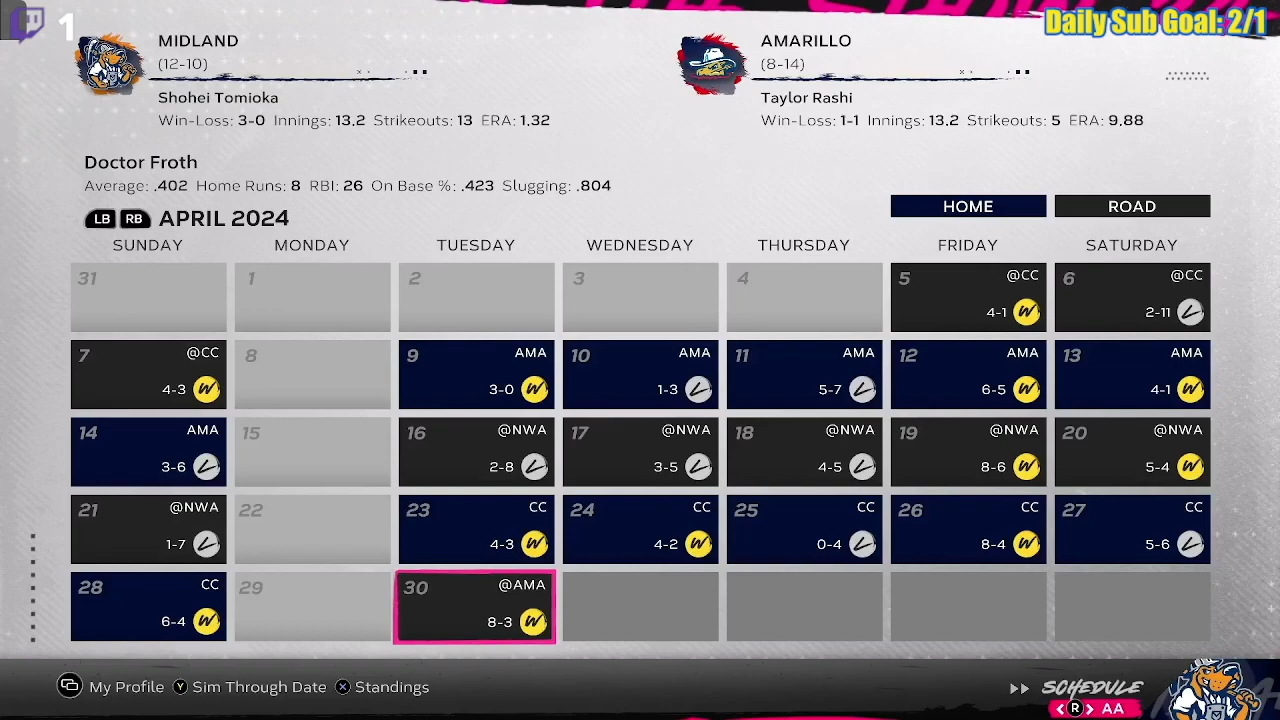 1
Daily Sub Goal: 2/1
MIDLAND
(12-10)
Shohei Tomioka
Win-Loss: 3-0 Innings: 13.2 Strikeouts: 13 ERA: 1.32
AMARILLO
(8-14)
Taylor Rashi
Win-Loss: 1-1 Innings: 13.2 Strikeouts: 5 ERA: 9.88
Doctor Froth
Average: .402 Home Runs: 8 RBI: 26 On Base %: .423 Slugging: .804
LB RB APRIL 2024
HOME ROAD
SUNDAY MONDAY TUESDAY WEDNESDAY THURSDAY FRIDAY SATURDAY
31 1 2 3 4 5 @CC 6 @CC
4-1 W 2-11 L
7 @CC 8 9 AMA 10 AMA 11 AMA 12 AMA 13 AMA
4-3 W 3-0 W 1-3 L 5-7 L 6-5 W 4-1 W
14 AMA 15 16 @NWA 17 @NWA 18 @NWA 19 @NWA 20 @NWA
3-6 L 2-8 L 3-5 L 4-5 L 8-6 W 5-4 W
21 @NWA 22 23 CC 24 CC 25 CC 26 CC 27 CC
1-7 L 4-3 W 4-2 W 0-4 L 8-4 W 5-6 L
28 CC 29 30 @AMA
6-4 W 8-3 W
My Profile Y Sim Through Date X Standings
SCHEDULE
R AA